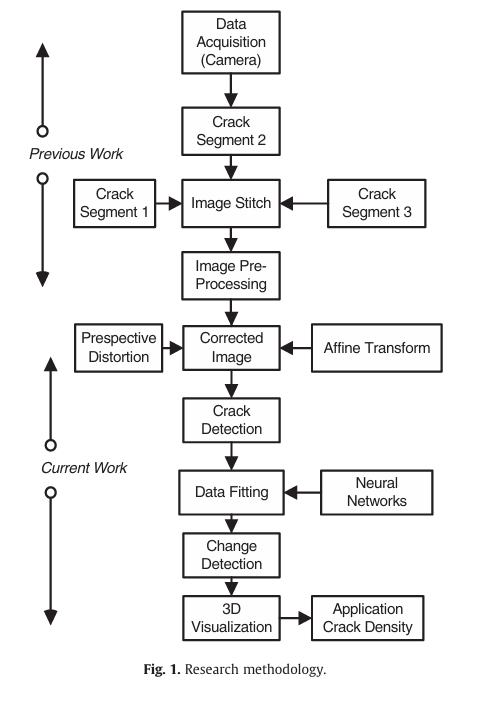 Data
Acquisition
(Camera)
Crack
Segment 2
Previous Work
Crack
Segment 1
Image Stitch
Crack
Segment 3
Image Pre-
Processing
Prespective
Distortion
Corrected
Image
Affine Transform
Crack
Detection
Current Work
Data Fitting
Neural
Networks
Change
Detection
3D
Visualization
Application
Crack Density
Fig. 1. Research methodology.